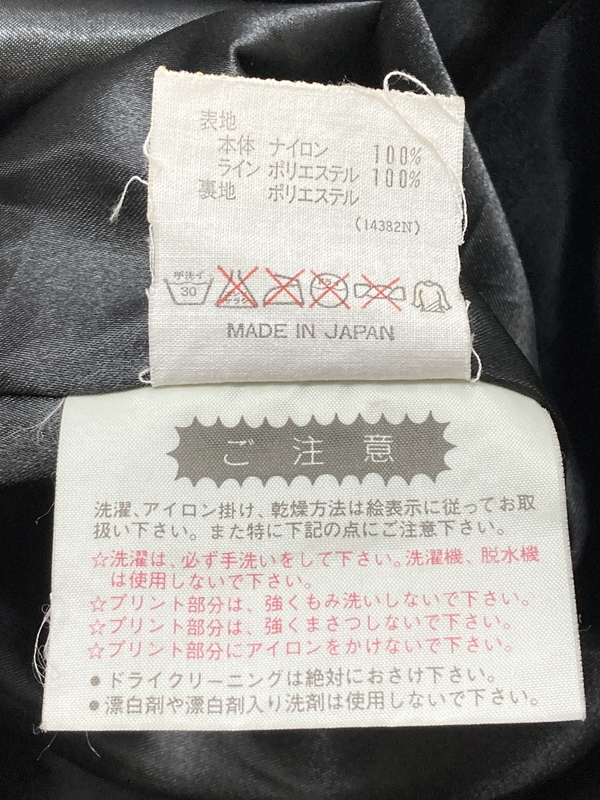 表地
本体 ナイロン 100%
ライン ポリエステル 100%
裏地 ポリエステル
(14382N)
手洗イ
30
ドライ
MADE IN JAPAN
ご注意
洗濯、アイロン掛け、乾燥方法は絵表示に従ってお取
扱い下さい。また特に下記の点にご注意下さい。
☆洗濯は、必ず手洗いをして下さい。洗濯機、脱水機
は使用しないで下さい。
☆プリント部分は、強くもみ洗いしないで下さい。
☆プリント部分は、強くまさつしないで下さい。
☆プリント部分にアイロンをかけないで下さい。
●ドライクリーニングは絶対におさけ下さい。
●漂白剤や漂白剤入り洗剤は使用しないで下さい。